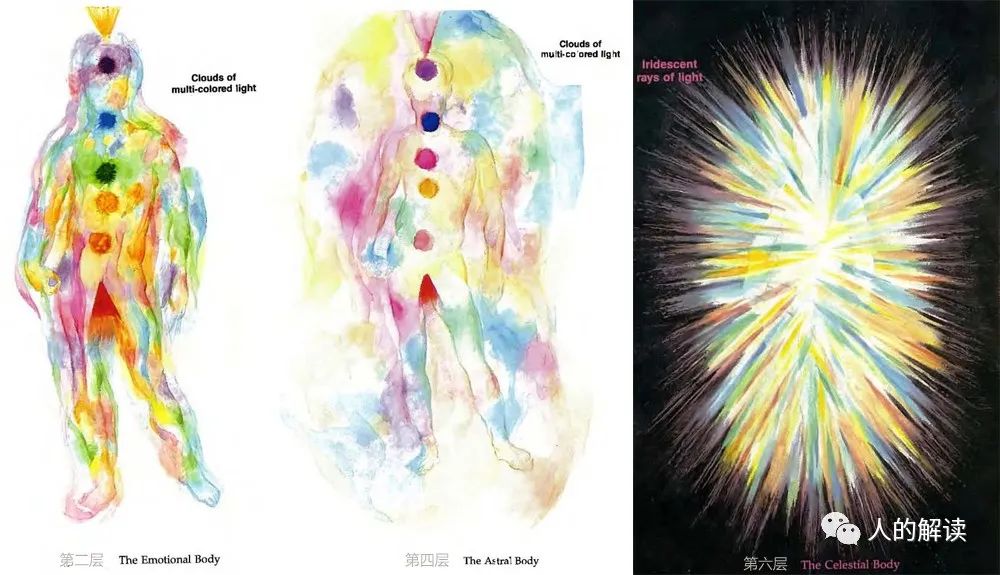 Clouds of
multi-colored light
Clouds of
multi-colored light
Iridescent
rays of light
第二层 The Emotional Body
第四层 The Astral Body
第六层 The Celestial Body
人的解读